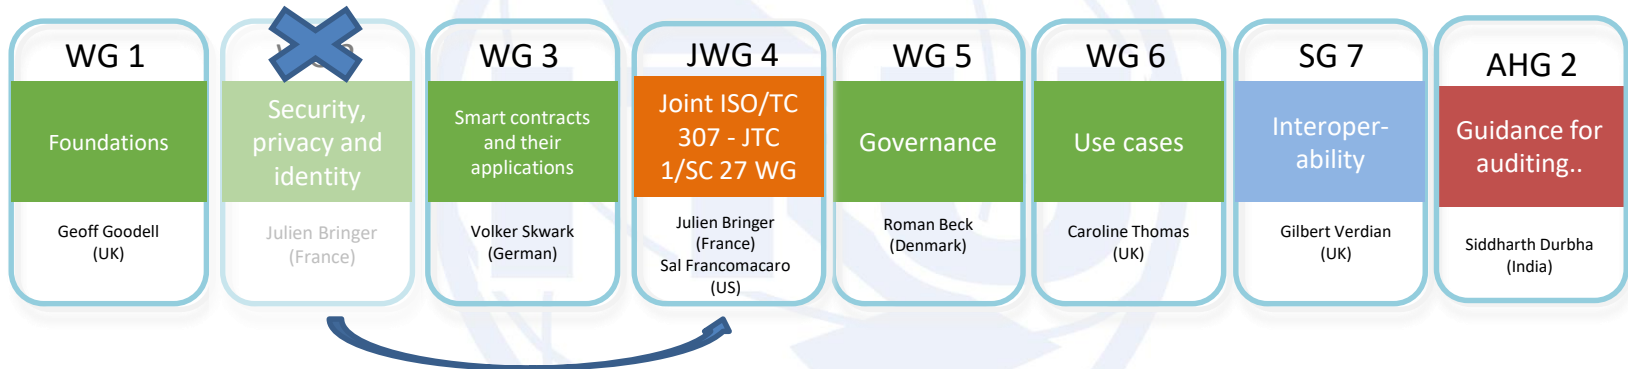 WG 1
Foundations
Geoff Goodell
(UK)
Security,
privacy and
identity
Julien Bringer
(France)
WG 3
Smart contracts
and their
applications
Volker Skwark
(German)
JWG 4
Joint ISO/TC
307 - JTC
1/SC 27 WG
Julien Bringer
(France)
Sal Francomacaro
(US)
WG 5
Governance
Roman Beck
(Denmark)
WG 6
Use cases
Caroline Thomas
(UK)
SG 7
Interoper-
ability
Gilbert Verdian
(UK)
AHG 2
Guidance for
auditing..
Siddharth Durbha
(India)